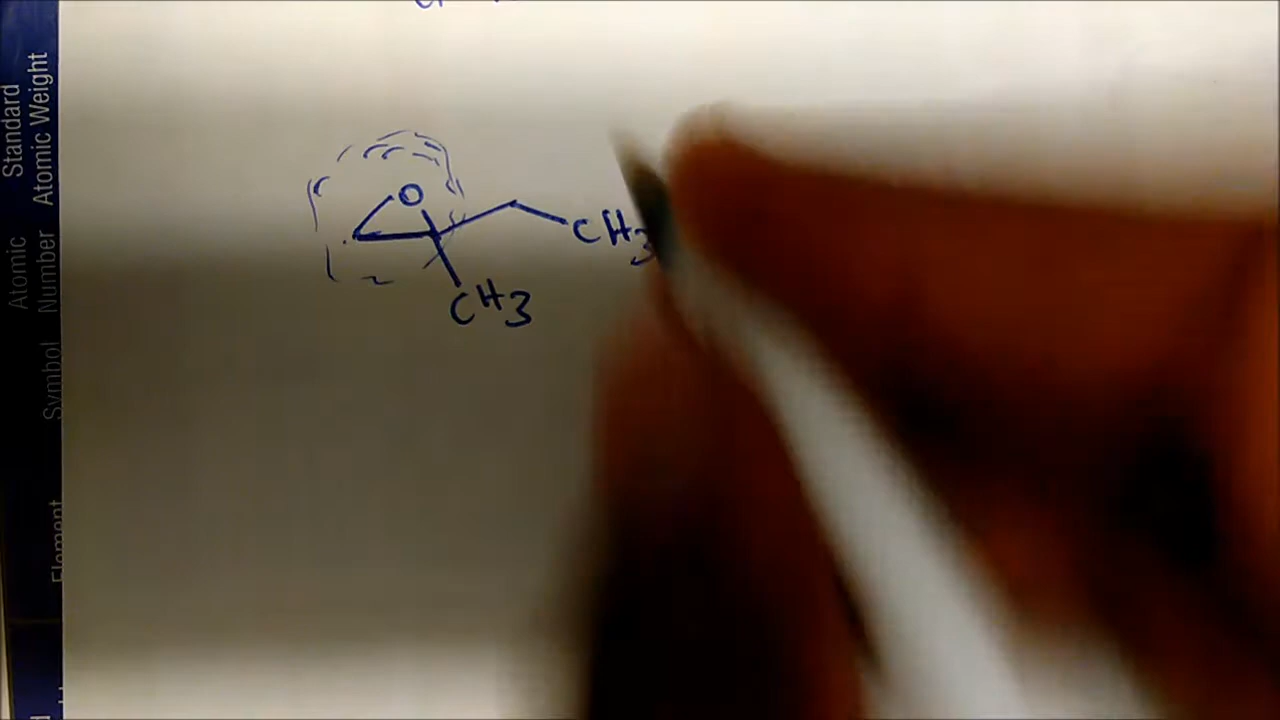 Standard
Atomic Weight
Atomic
Number
Symbol
Element
O
CH3
CH3